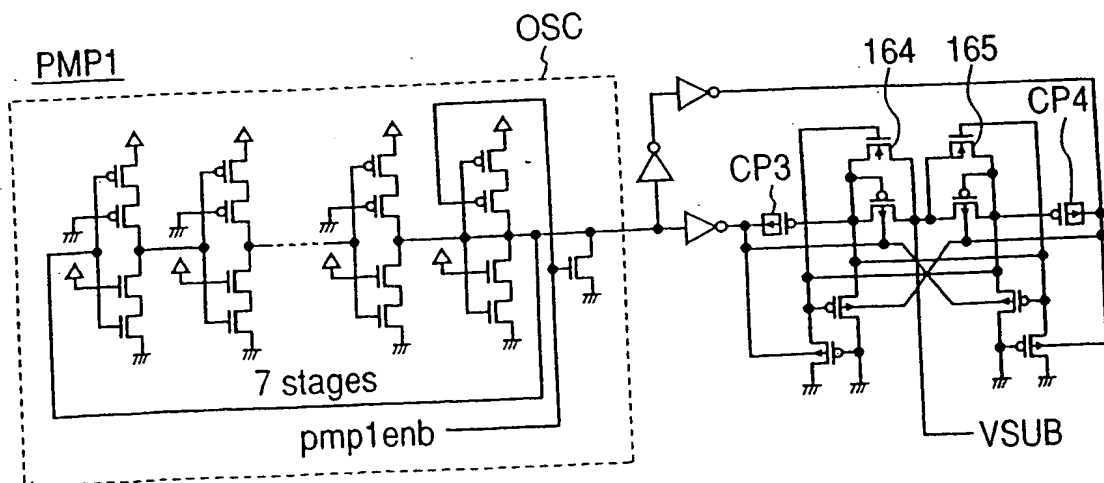 OSC
PMP1
164 165
CP4
CP3
7 stages
pmp1enb
VSUB